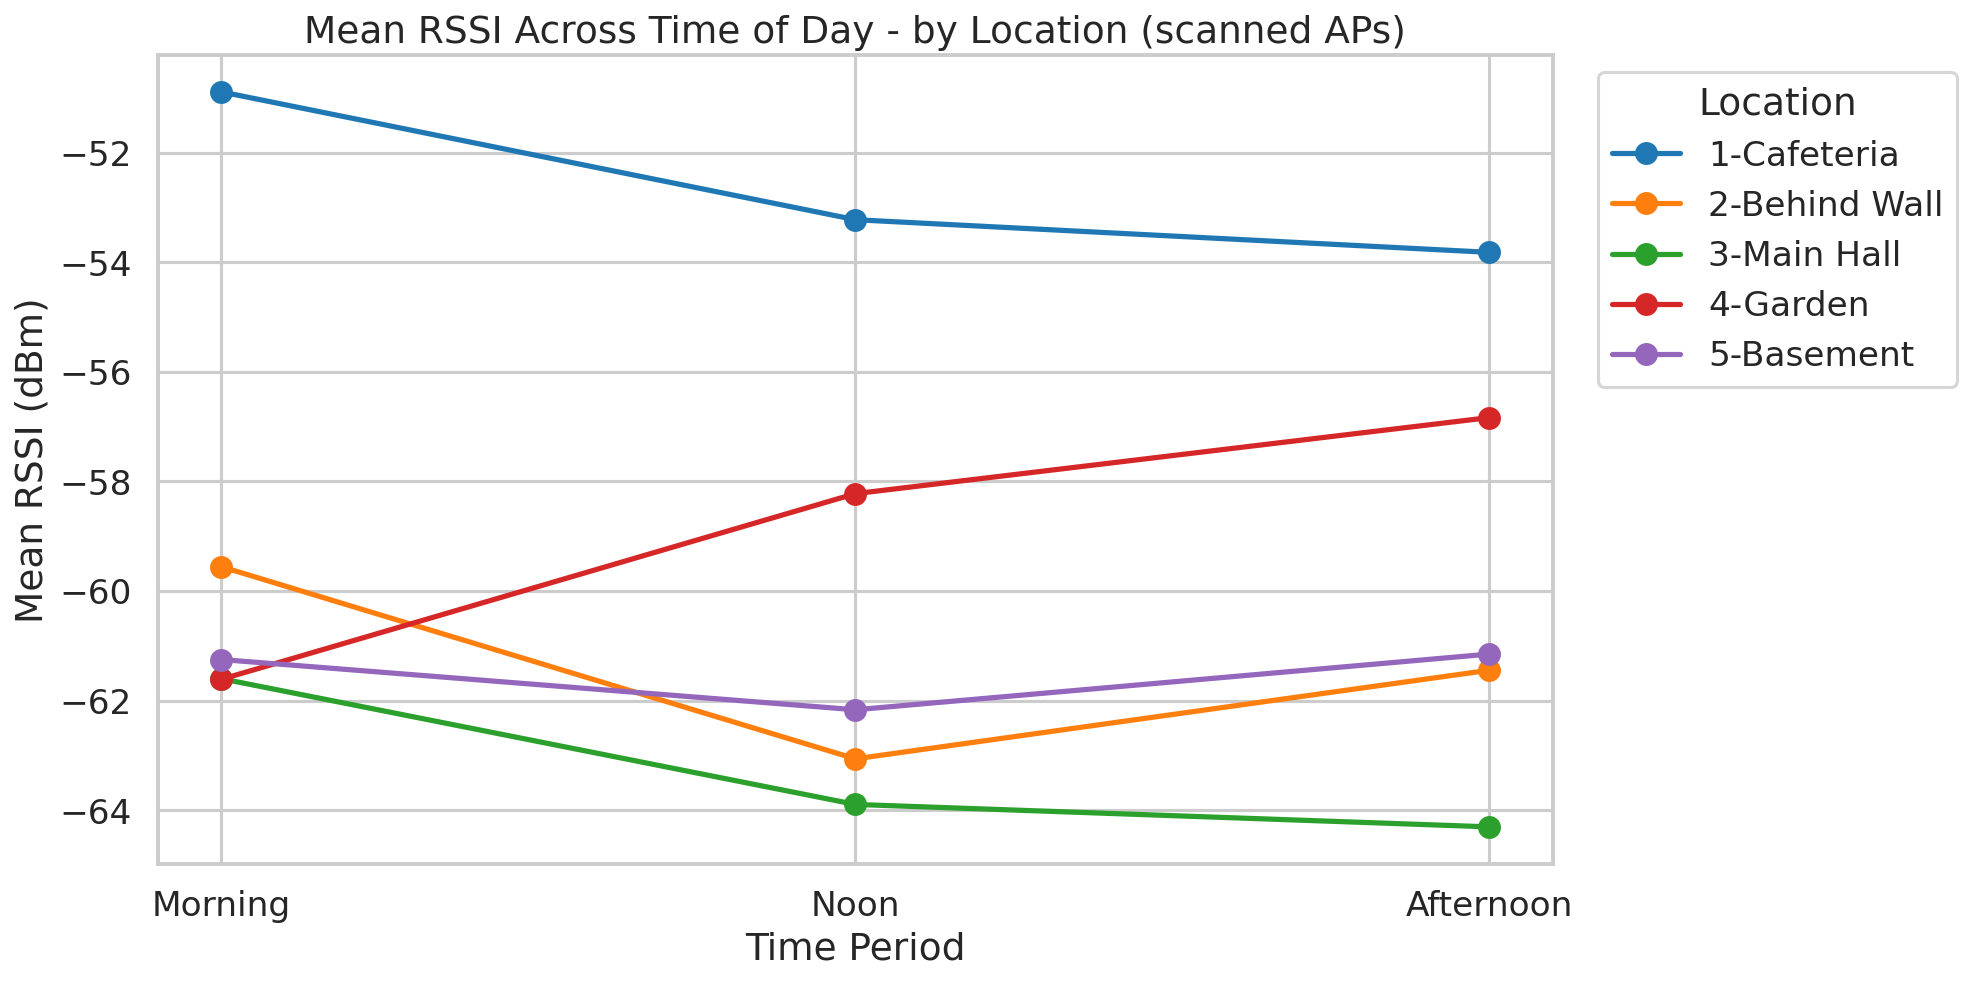 Mean RSSI Across Time of Day - by Location (scanned APs)
Location
1-Cafeteria
2-Behind Wall
3-Main Hall
4-Garden
5-Basement
Mean RSSI (dBm)
−52
−54
−56
−58
−60
−62
−64
Morning
Noon
Afternoon
Time Period